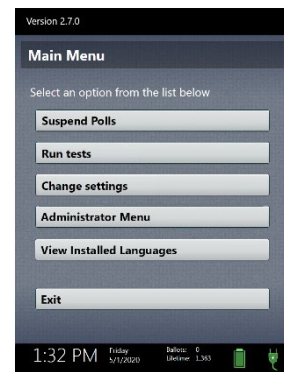 Version 2.7.0
Main Menu
Select an option from the list below
Suspend Polls
Run tests
Change settings
Administrator Menu
View Installed Languages
Exit
1:32 PM Friday Ballots: 0
5/1/2020 Lifetime: 1,363